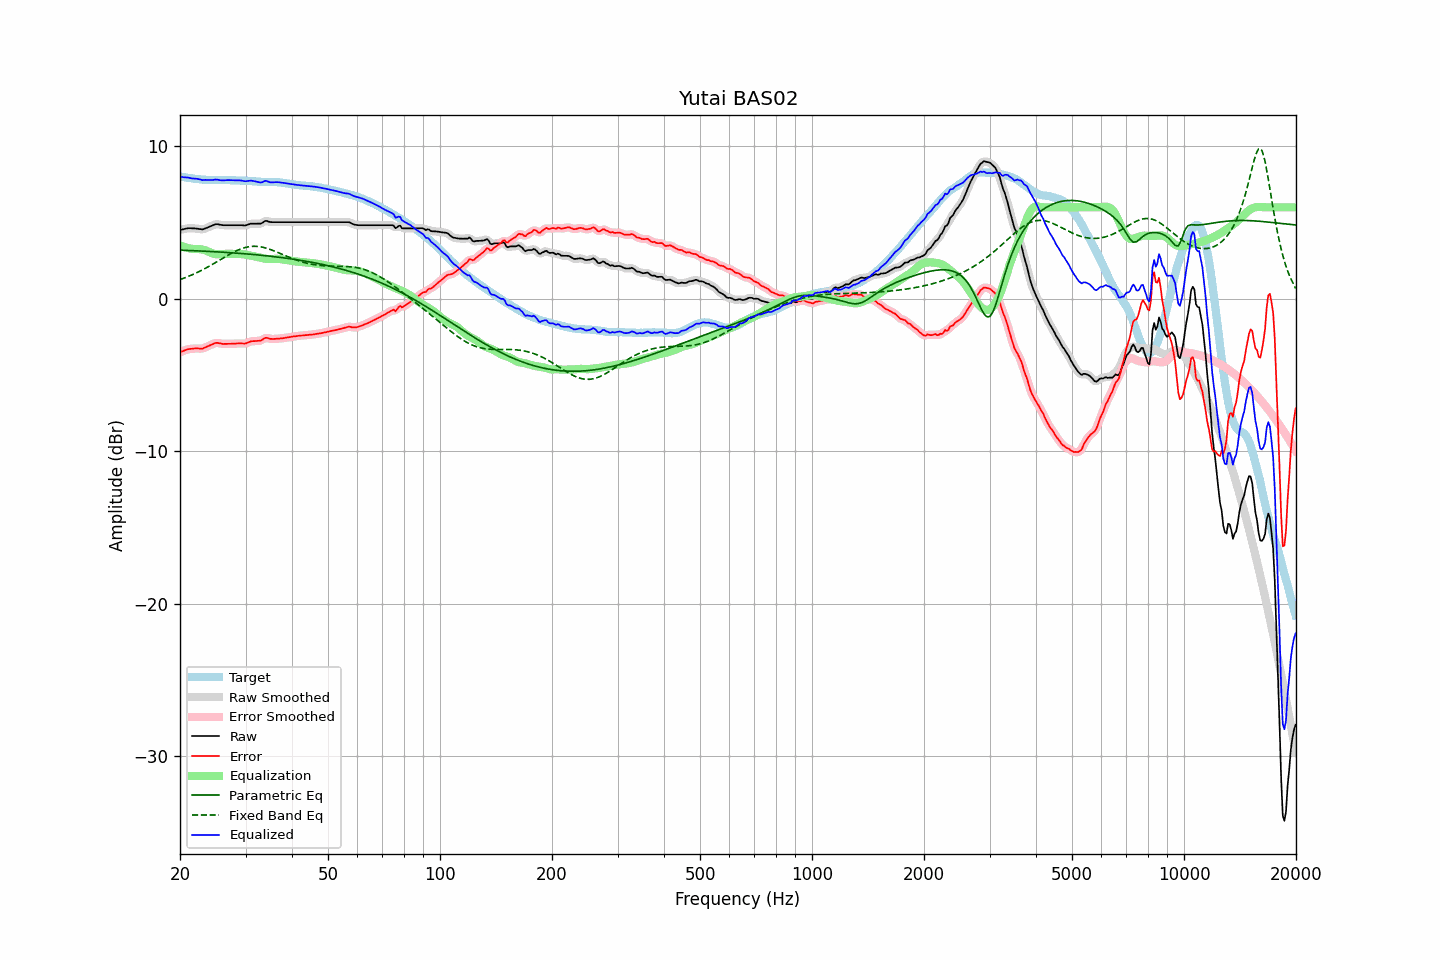 Yutai BAS02
10
0
−10
−20
−30
Amplitude (dBr)
Target
Raw Smoothed
Error Smoothed
Raw
Error
Equalization
Parametric Eq
Fixed Band Eq
Equalized
20 50 100 200 500 1000 2000 5000 10000 20000
Frequency (Hz)